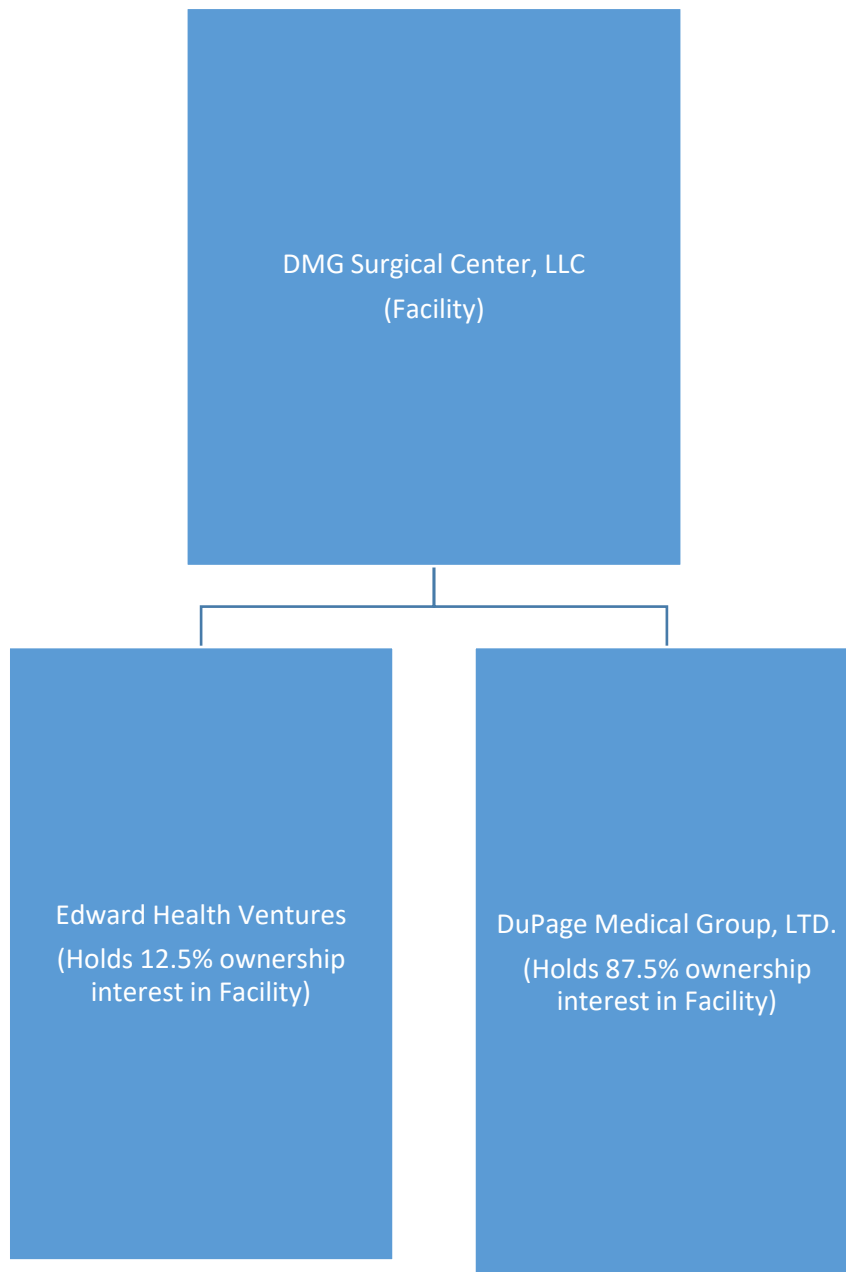 DMG Surgical Center, LLC
(Facility)
Edward Health Ventures
(Holds 12.5% ownership
interest in Facility)
DuPage Medical Group, LTD.
(Holds 87.5% ownership
interest in Facility)